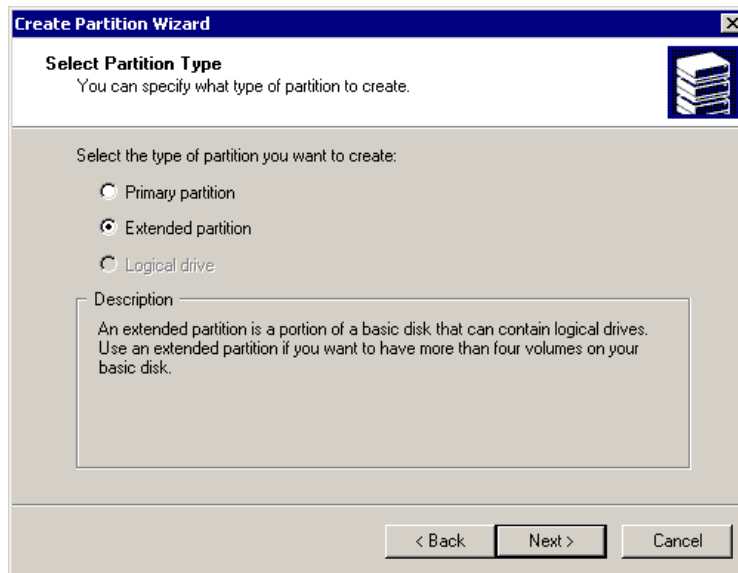 Create Partition Wizard
Select Partition Type
You can specify what type of partition to create.
Select the type of partition you want to create:
Primary partition
Extended partition
Logical drive
Description
An extended partition is a portion of a basic disk that can contain logical drives.
Use an extended partition if you want to have more than four volumes on your
basic disk.
< Back
Next >
Cancel